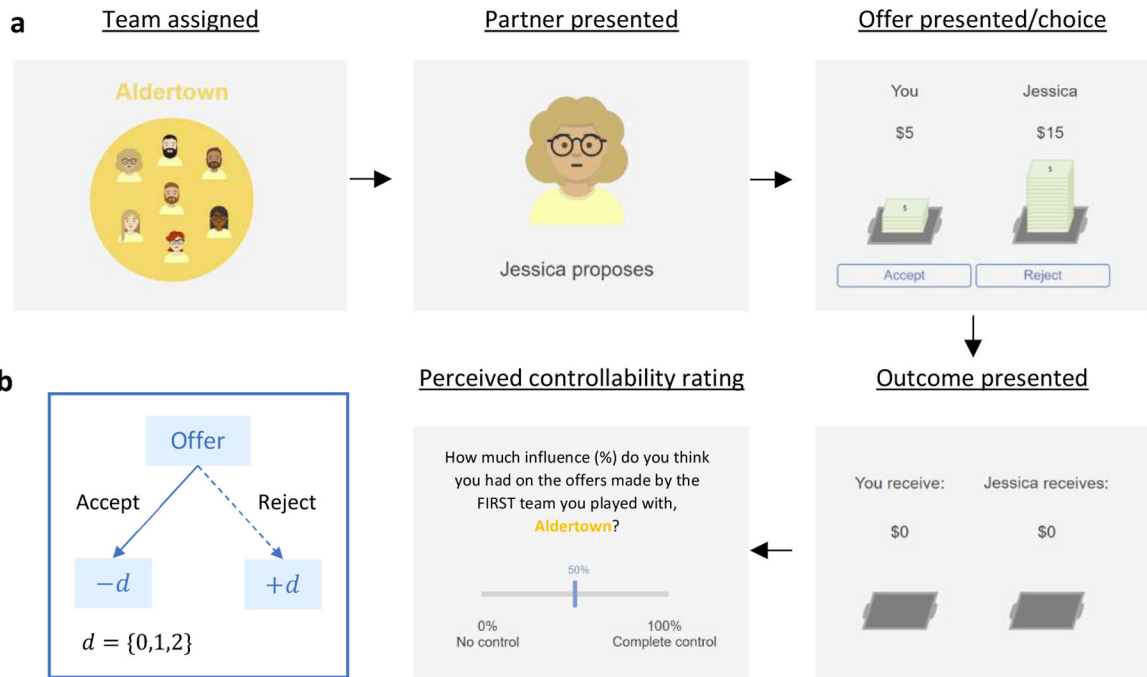 a
Team assigned
Aldertown
Partner presented
Jessica proposes
Offer presented/choice
You
Jessica
$5
$15
$
$
Accept
Reject
Outcome presented
You receive:
Jessica receives:
$0
$0
Perceived controllability rating
How much influence (%) do you think
you had on the offers made by the
FIRST team you played with,
Aldertown?
50%
0%
No control
100%
Complete control
b
Offer
Accept
Reject
−d
+d
d = {0,1,2}